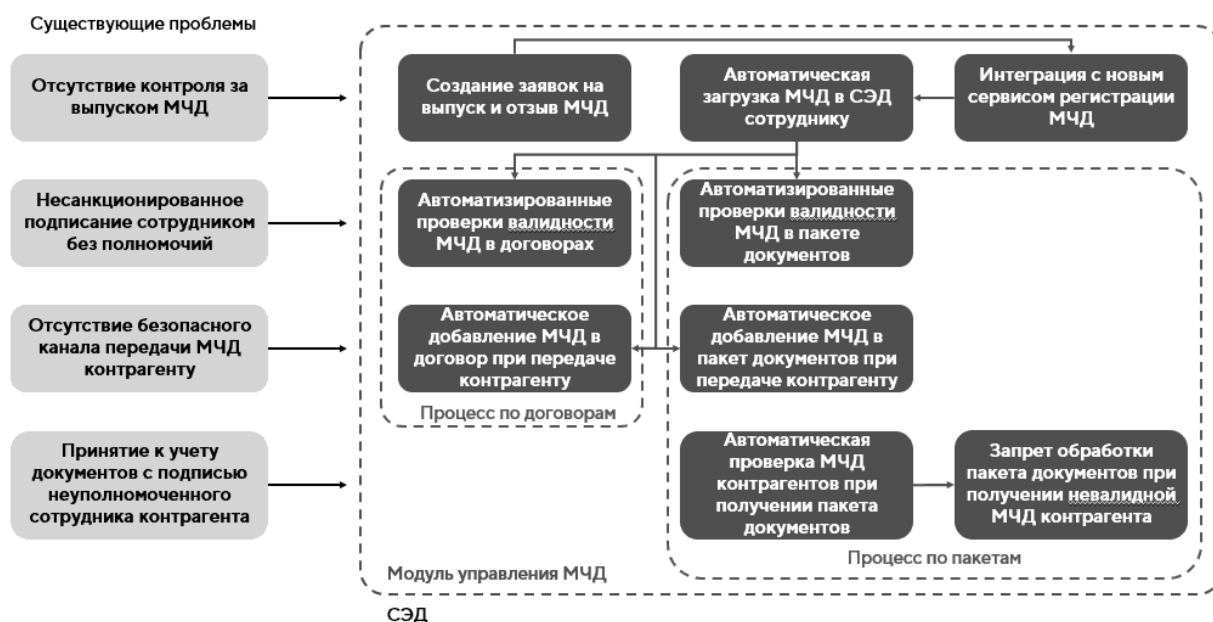 Существующие проблемы
Отсутствие контроля за
выпуском МЧД
Создание заявок на
выпуск и отзыв МЧД
Автоматическая
загрузка МЧД в СЭД
сотруднику
Интеграция с новым
сервисом регистрации
МЧД
Несанкционированное
подписание сотрудником
без полномочий
Автоматизированные
проверки валидности
МЧД в договорах
Автоматизированные
проверки валидности
МЧД в пакете
документов
Отсутствие безопасного
канала передачи МЧД
контрагенту
Автоматическое
добавление МЧД в
договор при передаче
контрагенту
Автоматическое
добавление МЧД в
пакет документов при
передаче контрагенту
Процесс по договорам
Принятие к учету
документов с подписью
неуполномоченного
сотрудника контрагента
Автоматическая
проверка МЧД
контрагентов при
получении пакета
документов
Запрет обработки
пакета документов при
получении невалидной
МЧД контрагента
Процесс по пакетам
Модуль управления МЧД
СЭД